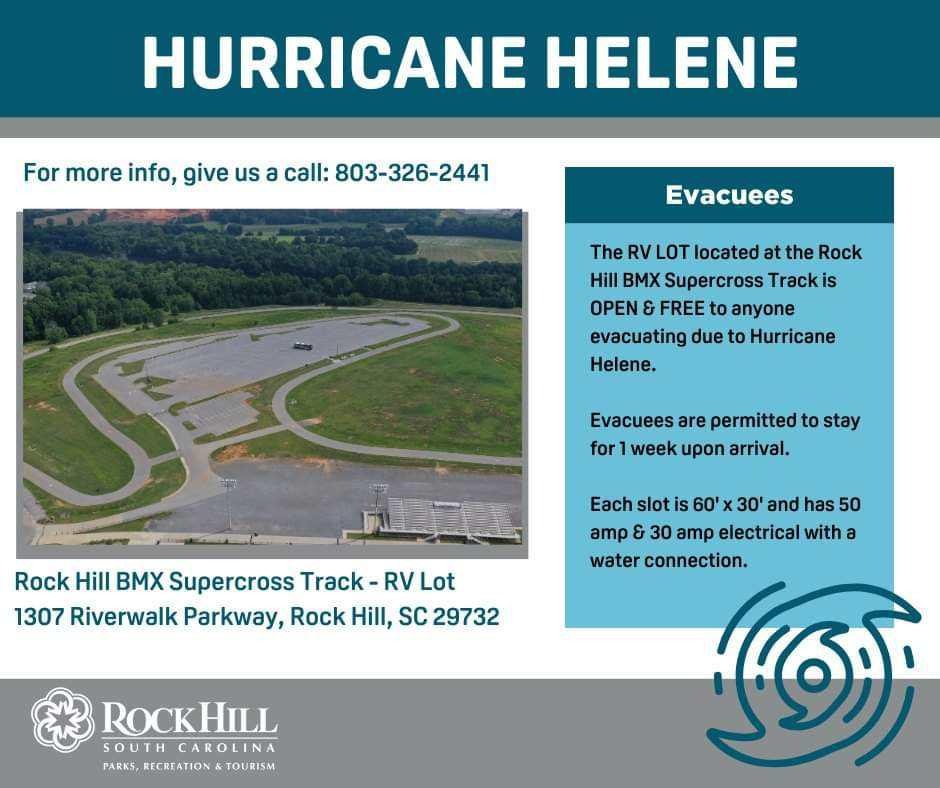 HURRICANE HELENE
For more info, give us a call: 803-326-2441
Evacuees
The RV LOT located at the Rock
Hill BMX Supercross Track is
OPEN & FREE to anyone
evacuating due to Hurricane
Helene.
Evacuees are permitted to stay
for 1 week upon arrival.
Each slot is 60' x 30' and has 50
amp & 30 amp electrical with a
water connection.
Rock Hill BMX Supercross Track - RV Lot
1307 Riverwalk Parkway, Rock Hill, SC 29732
ROCK HILL
SOUTH CAROLINA
PARKS, RECREATION & TOURISM